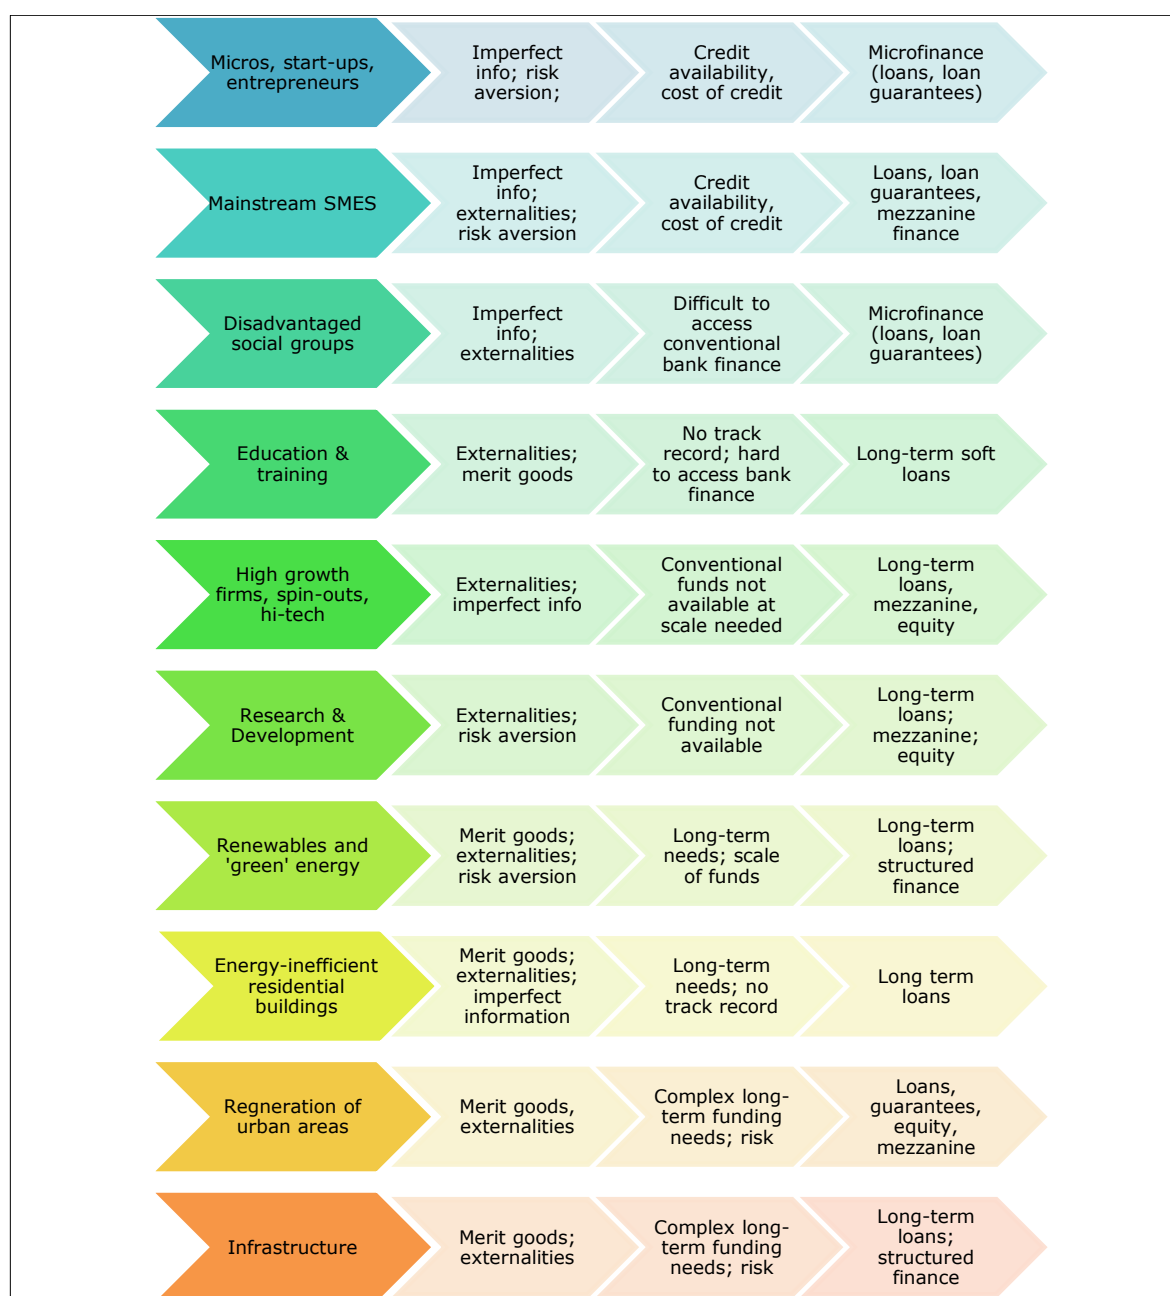 Micros, start-ups,
entrepreneurs
Imperfect
info; risk
aversion;
Credit
availability,
cost of credit
Microfinance
(loans, loan
guarantees)
Mainstream SMES
Imperfect
info;
externalities;
risk aversion
Credit
availability,
cost of credit
Loans, loan
guarantees,
mezzanine
finance
Disadvantaged
social groups
Imperfect
info;
externalities
Difficult to
access
conventional
bank finance
Microfinance
(loans, loan
guarantees)
Education &
training
Externalities;
merit goods
No track
record; hard
to access bank
finance
Long-term soft
loans
High growth
firms, spin-outs,
hi-tech
Externalities;
imperfect info
Conventional
funds not
available at
scale needed
Long-term
loans,
mezzanine,
equity
Research &
Development
Externalities;
risk aversion
Conventional
funding not
available
Long-term
loans;
mezzanine;
equity
Renewables and
'green' energy
Merit goods;
externalities;
risk aversion
Long-term
needs; scale
of funds
Long-term
loans;
structured
finance
Energy-inefficient
residential
buildings
Merit goods;
externalities;
imperfect
information
Long-term
needs; no
track record
Long term
loans
Regneration of
urban areas
Merit goods,
externalities
Complex long-
term funding
needs; risk
Loans,
guarantees,
equity,
mezzanine
Infrastructure
Merit goods;
externalities
Complex long-
term funding
needs; risk
Long-term
loans;
structured
finance